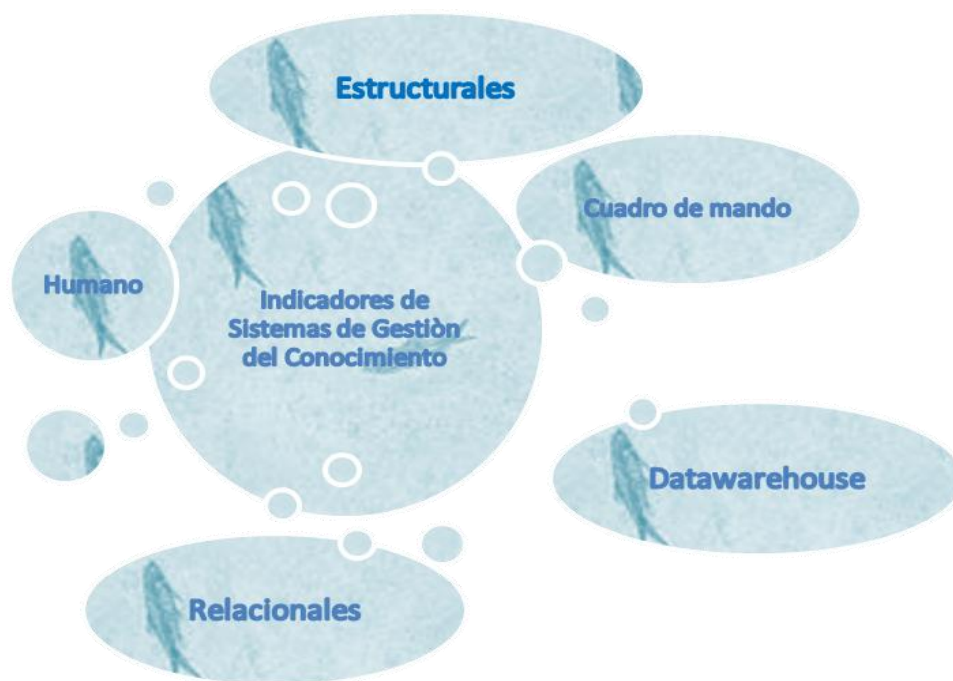 Estructurales
Cuadro de mando
Humano
Indicadores de
Sistemas de Gestiòn
del Conocimiento
Datawarehouse
Relacionales